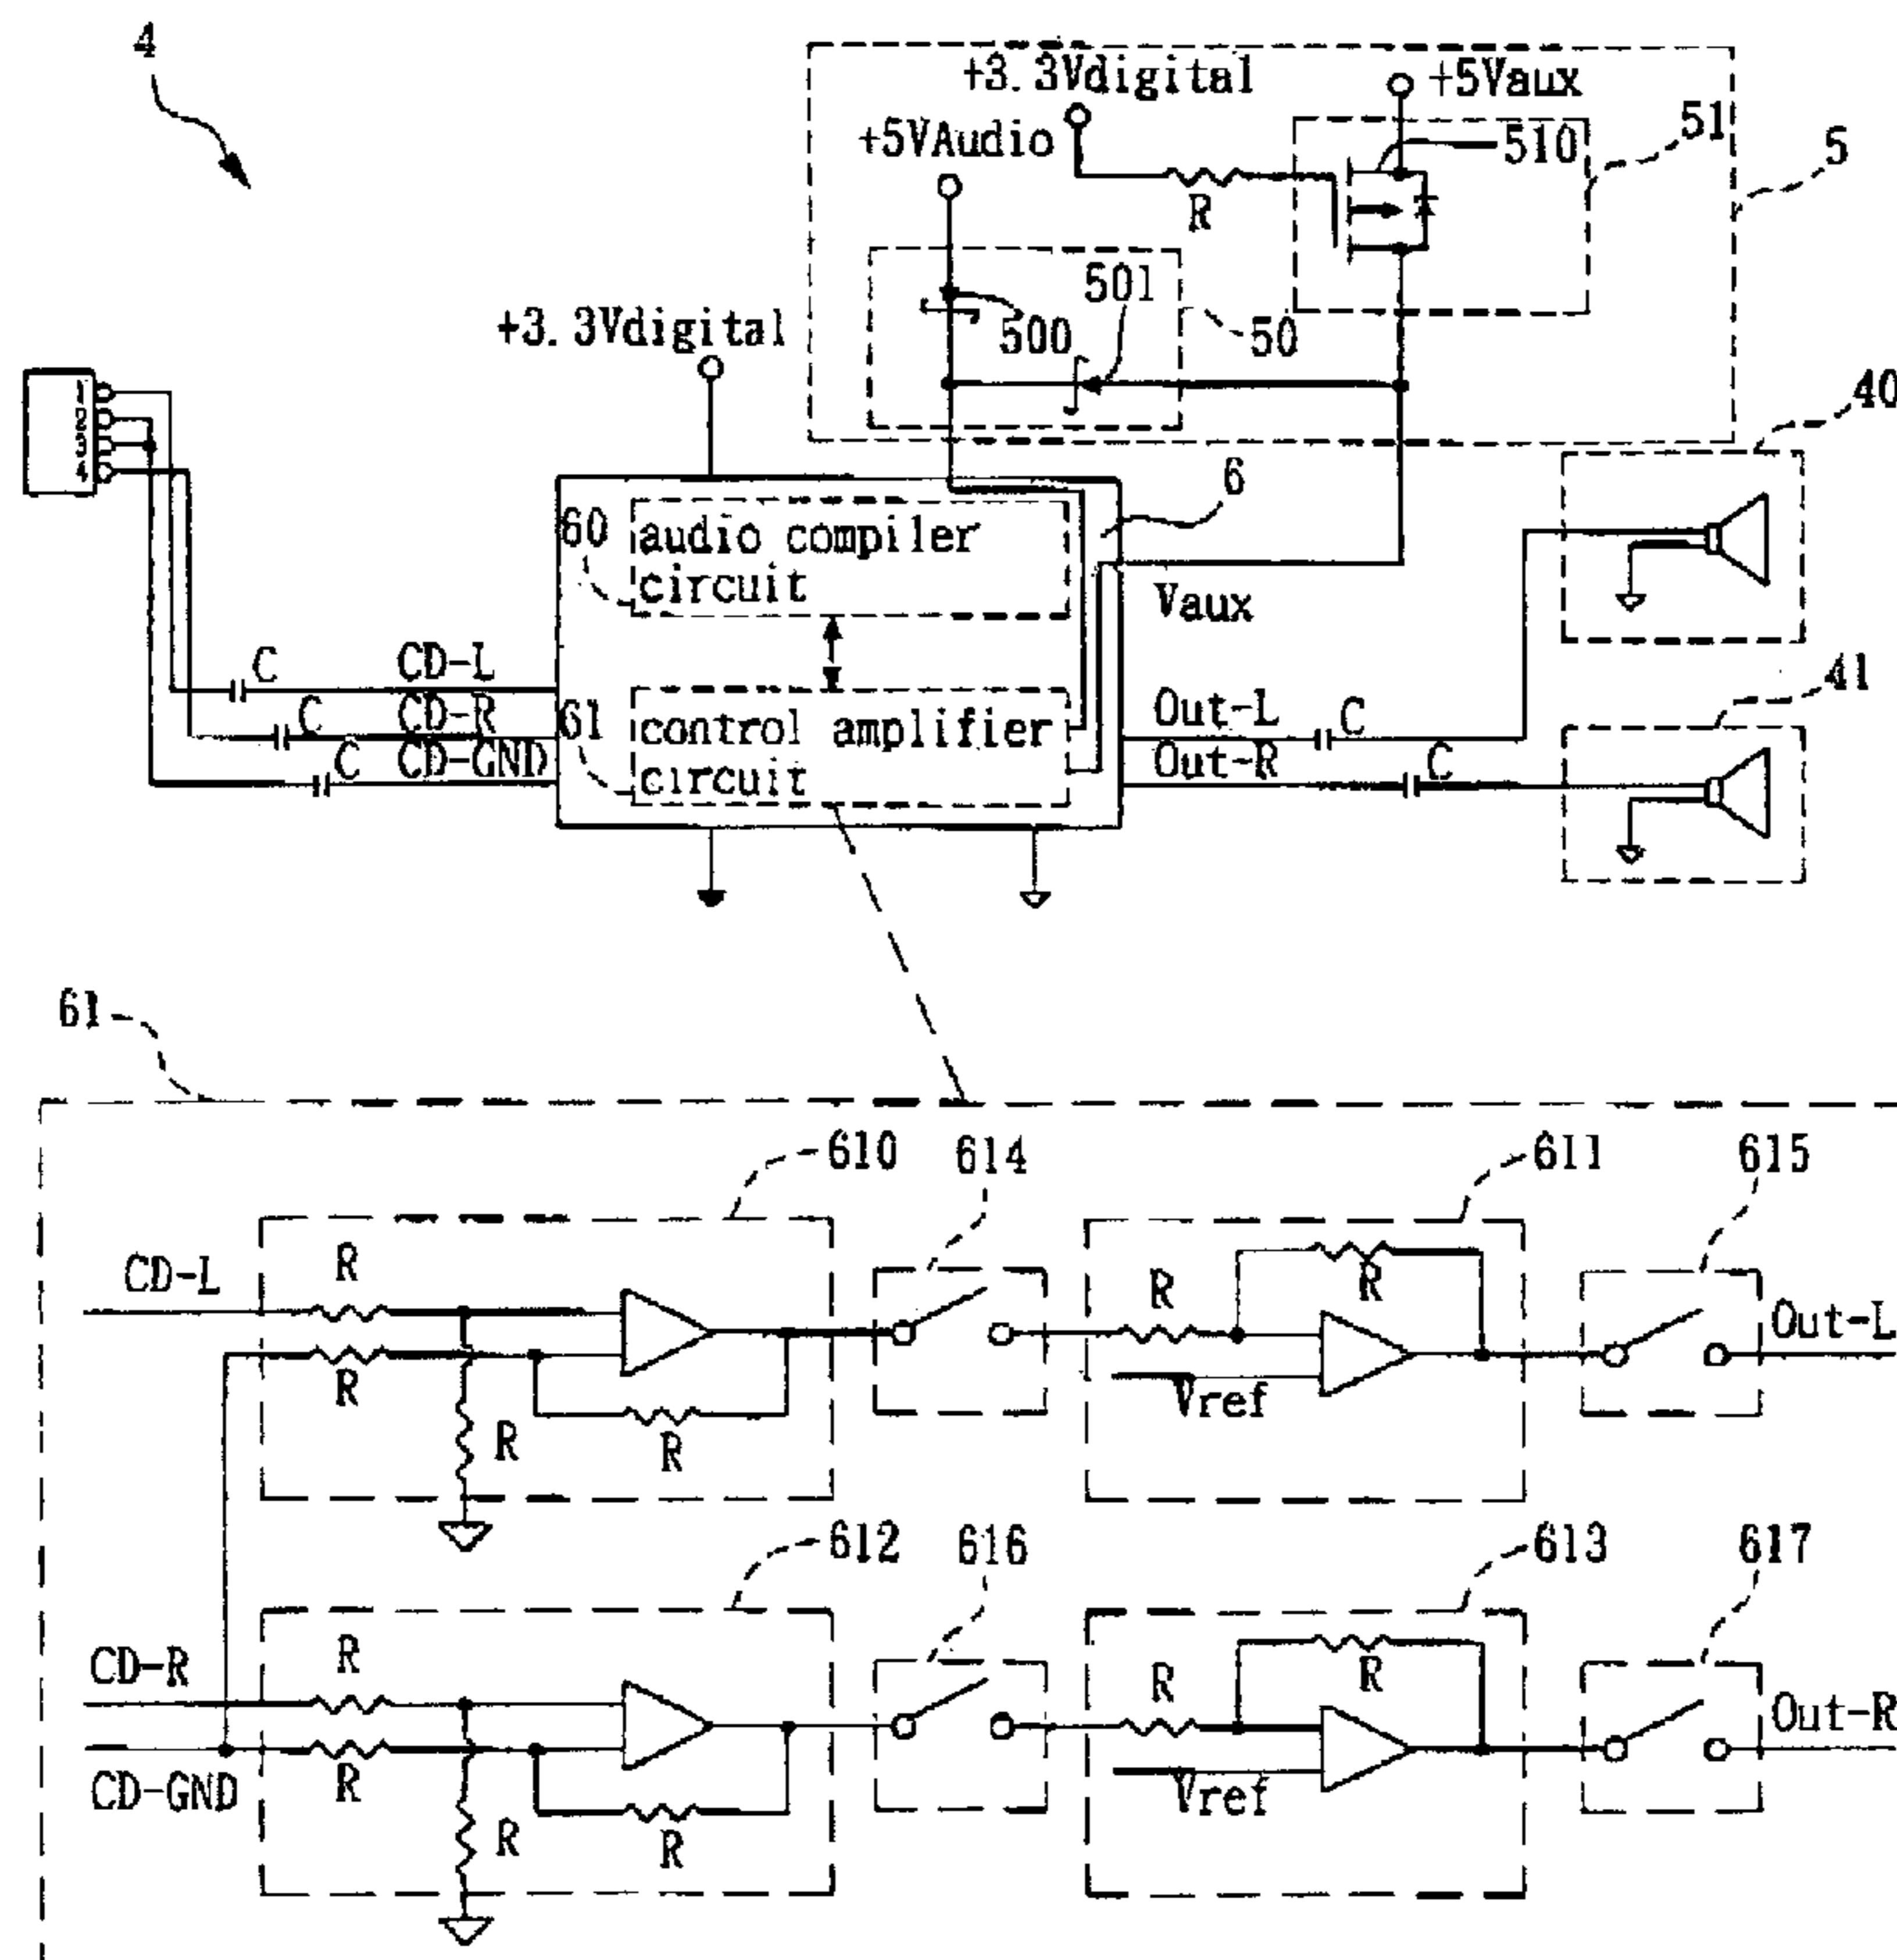 4
+3.3Vdigital
+5Vaux
+5VAudio
51
510
5
R
501
500
50
+3.3Vdigital
1
2
3
4
40
6
60
audio compiler
circuit
Vaux
C
CD-L
C
CD-R
C
CD-GND
61
control amplifier
circuit
Out-L
C
Out-R
C
41
61
610
614
611
615
CD-L
R
R
R
R
R
R
Vref
Out-L
612
616
613
617
CD-R
R
CD-GND
R
R
R
R
R
Vref
Out-R